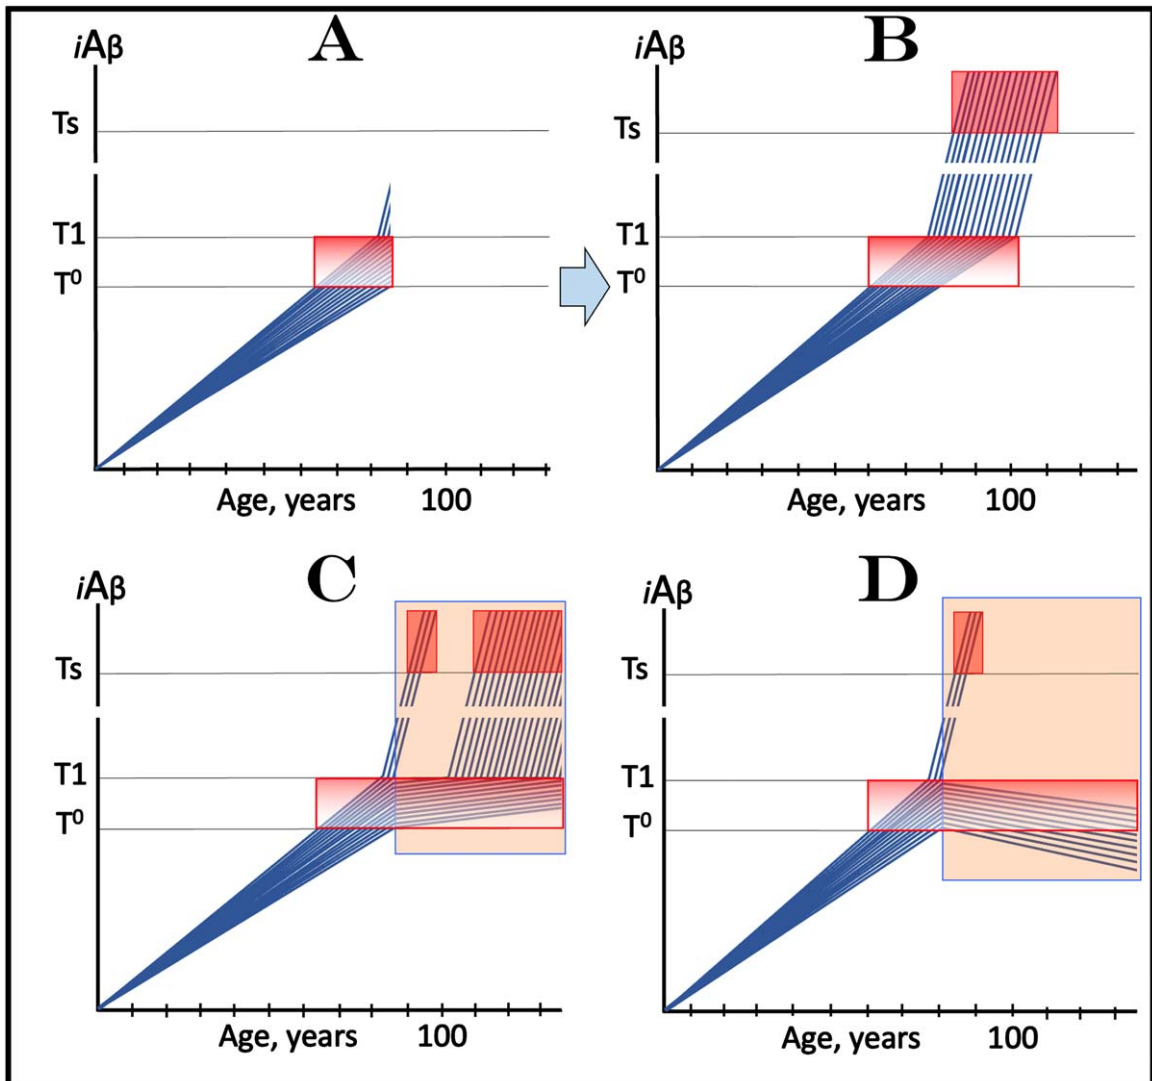 A
iAβ
Ts
T1
T⁰
Age, years 100
B
iAβ
Ts
T1
T⁰
Age, years 100
C
iAβ
Ts
T1
T⁰
Age, years 100
D
iAβ
Ts
T1
T⁰
Age, years 100